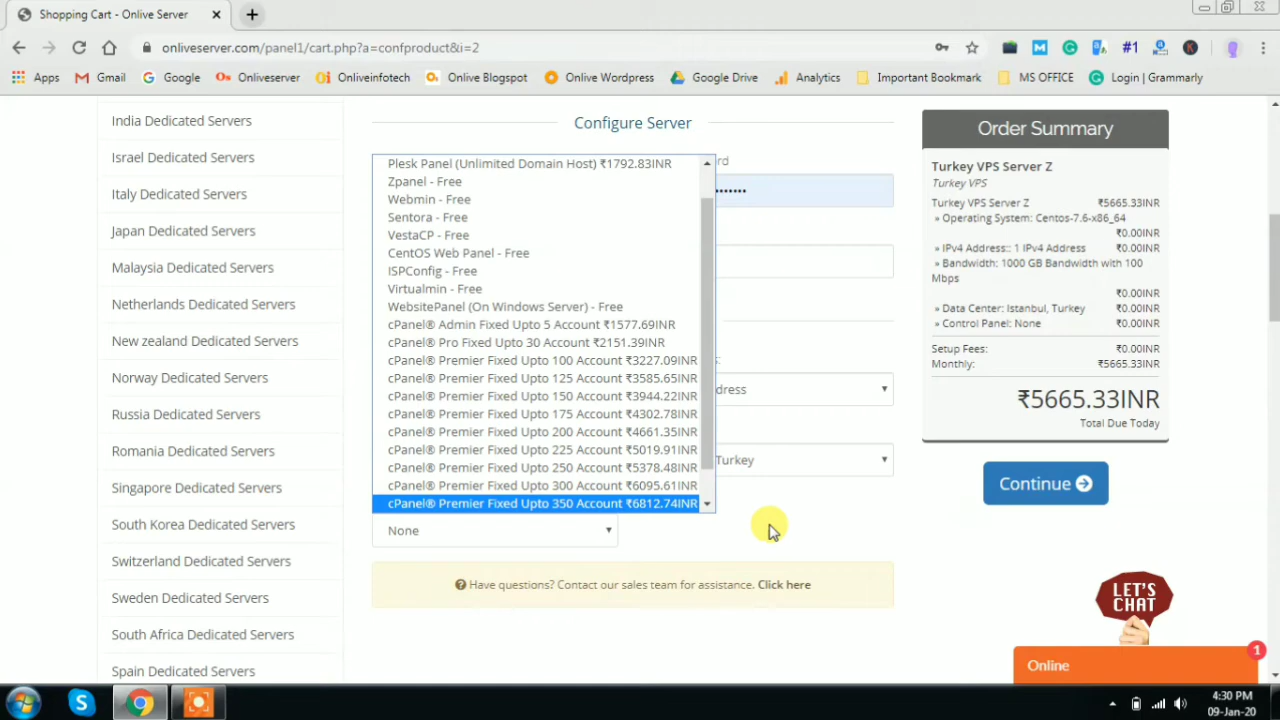 Shopping Cart - Onlive Server
onliveserver.com/panel1/cart.php?a=confproduct&i=2
#1
Apps
Gmail
Google
Onliveserver
Onliveinfotech
Online Blogspot
Onlive Wordpress
Google Drive
Analytics
Important Bookmark
MS OFFICE
Login | Grammarly
India Dedicated Servers
Israel Dedicated Servers
Italy Dedicated Servers
Japan Dedicated Servers
Malaysia Dedicated Servers
Netherlands Dedicated Servers
New zealand Dedicated Servers
Norway Dedicated Servers
Russia Dedicated Servers
Romania Dedicated Servers
Singapore Dedicated Servers
South Korea Dedicated Servers
Switzerland Dedicated Servers
Sweden Dedicated Servers
South Africa Dedicated Servers
Spain Dedicated Servers
Configure Server
rd
Plesk Panel (Unlimited Domain Host) ₹1792.83INR
Zpanel - Free
Webmin - Free
Sentora - Free
VestaCP - Free
CentOS Web Panel - Free
ISPConfig - Free
Virtualmin - Free
WebsitePanel (On Windows Server) - Free
cPanel® Admin Fixed Upto 5 Account ₹1577.69INR
cPanel® Pro Fixed Upto 30 Account ₹2151.39INR
cPanel® Premier Fixed Upto 100 Account ₹3227.09INR
cPanel® Premier Fixed Upto 125 Account ₹3585.65INR
cPanel® Premier Fixed Upto 150 Account ₹3944.22INR
cPanel® Premier Fixed Upto 175 Account ₹4302.78INR
cPanel® Premier Fixed Upto 200 Account ₹4661.35INR
cPanel® Premier Fixed Upto 225 Account ₹5019.91INR
cPanel® Premier Fixed Upto 250 Account ₹5378.48INR
cPanel® Premier Fixed Upto 300 Account ₹6095.61INR
cPanel® Premier Fixed Upto 350 Account ₹6812.74INR
dress
Turkey
None
Have questions? Contact our sales team for assistance. Click here
Order Summary
Turkey VPS Server Z
Turkey VPS
Turkey VPS Server Z ₹5665.33INR
» Operating System: Centos-7.6-x86_64
₹0.00INR
» IPv4 Address:: 1 IPv4 Address ₹0.00INR
» Bandwidth: 1000 GB Bandwidth with 100
Mbps
₹0.00INR
» Data Center: Istanbul, Turkey ₹0.00INR
» Control Panel: None ₹0.00INR
Setup Fees: ₹0.00INR
Monthly: ₹5665.33INR
₹5665.33INR
Total Due Today
Continue
LET'S
CHAT
Online
1
4:30 PM
09-Jan-20